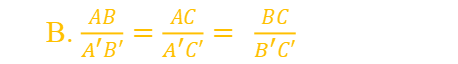 B. AB/A'B' = AC/A'C' = BC/B'C'